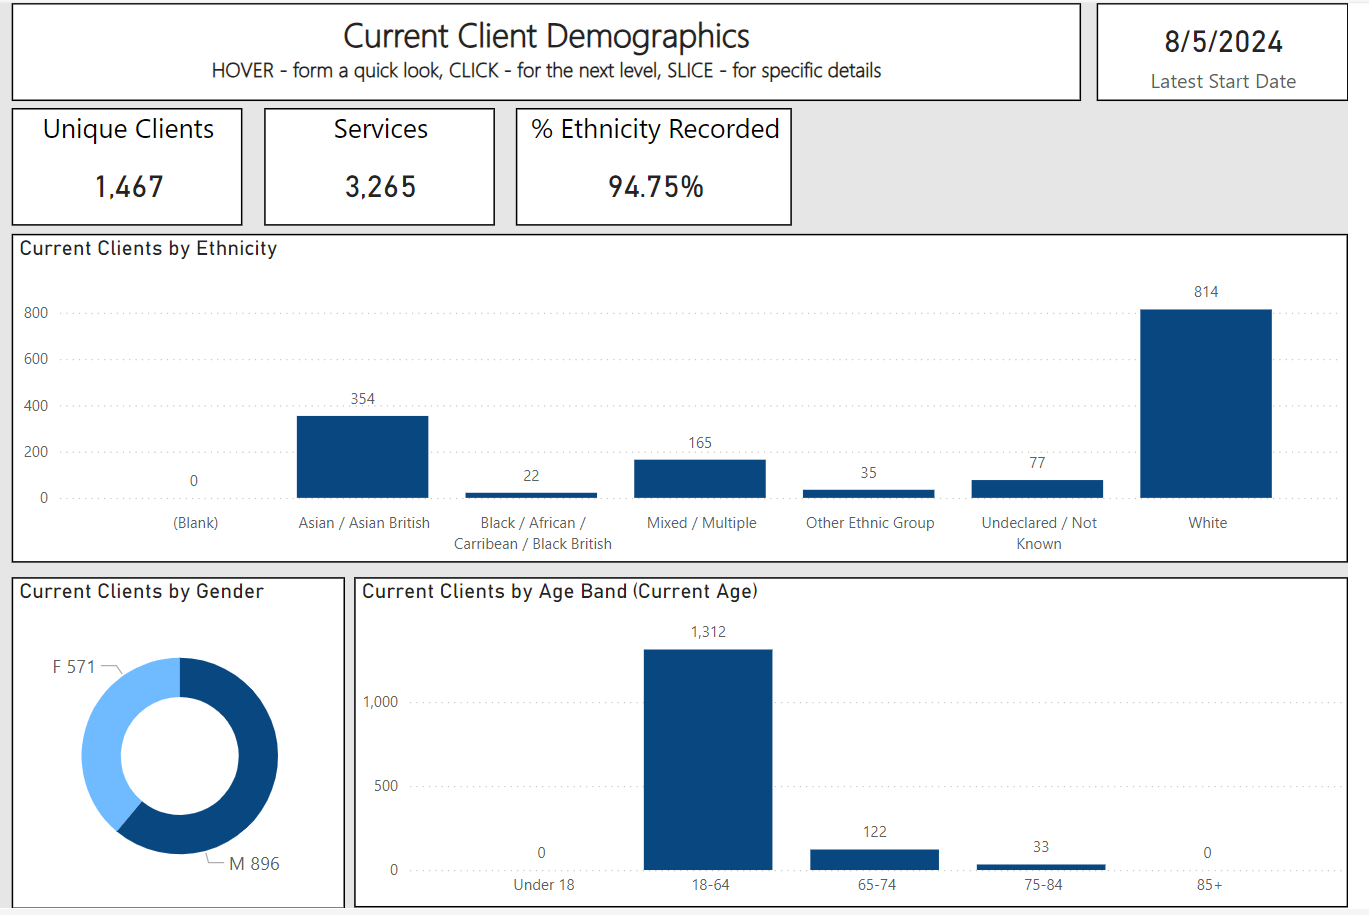 Current Client Demographics
HOVER - form a quick look, CLICK - for the next level, SLICE - for specific details
8/5/2024
Latest Start Date
Unique Clients
1,467
Services
3,265
% Ethnicity Recorded
94.75%
Current Clients by Ethnicity
800
600
400
200
0
0
354
22
165
35
77
814
(Blank)
Asian / Asian British
Black / African /
Carribean / Black British
Mixed / Multiple
Other Ethnic Group
Undeclared / Not
Known
White
Current Clients by Gender
F 571
M 896
Current Clients by Age Band (Current Age)
1,000
500
0
0
1,312
122
33
0
Under 18
18-64
65-74
75-84
85+